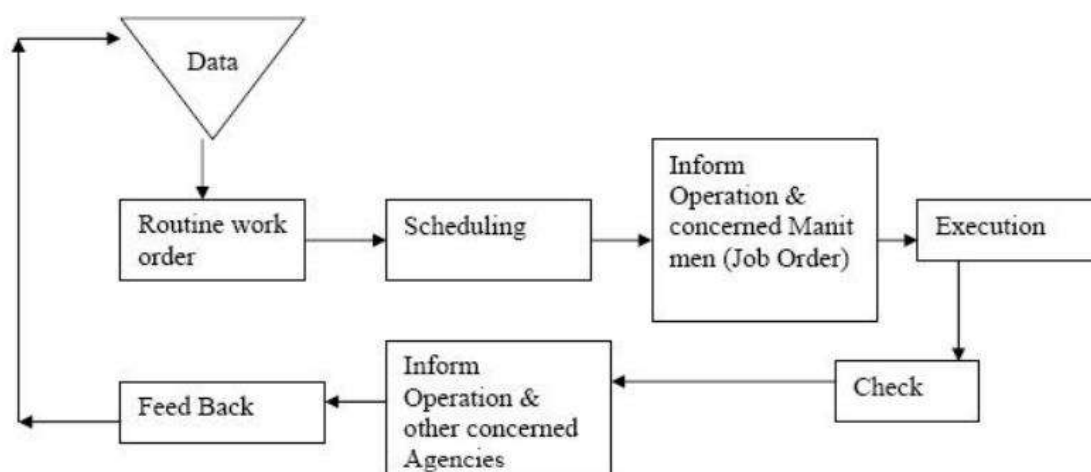 Data
Routine work
order
Scheduling
Inform
Operation &
concerned Manit
men (Job Order)
Execution
Check
Inform
Operation &
other concerned
Agencies
Feed Back